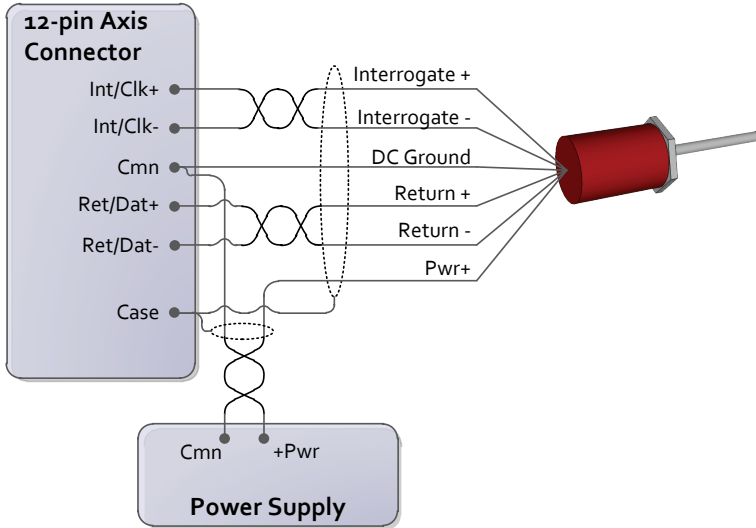 12-pin Axis
Connector
Int/Clk+
Int/Clk-
Cmn
Ret/Dat+
Ret/Dat-
Case
Interrogate +
Interrogate -
DC Ground
Return +
Return -
Pwr+
Cmn
+Pwr
Power Supply